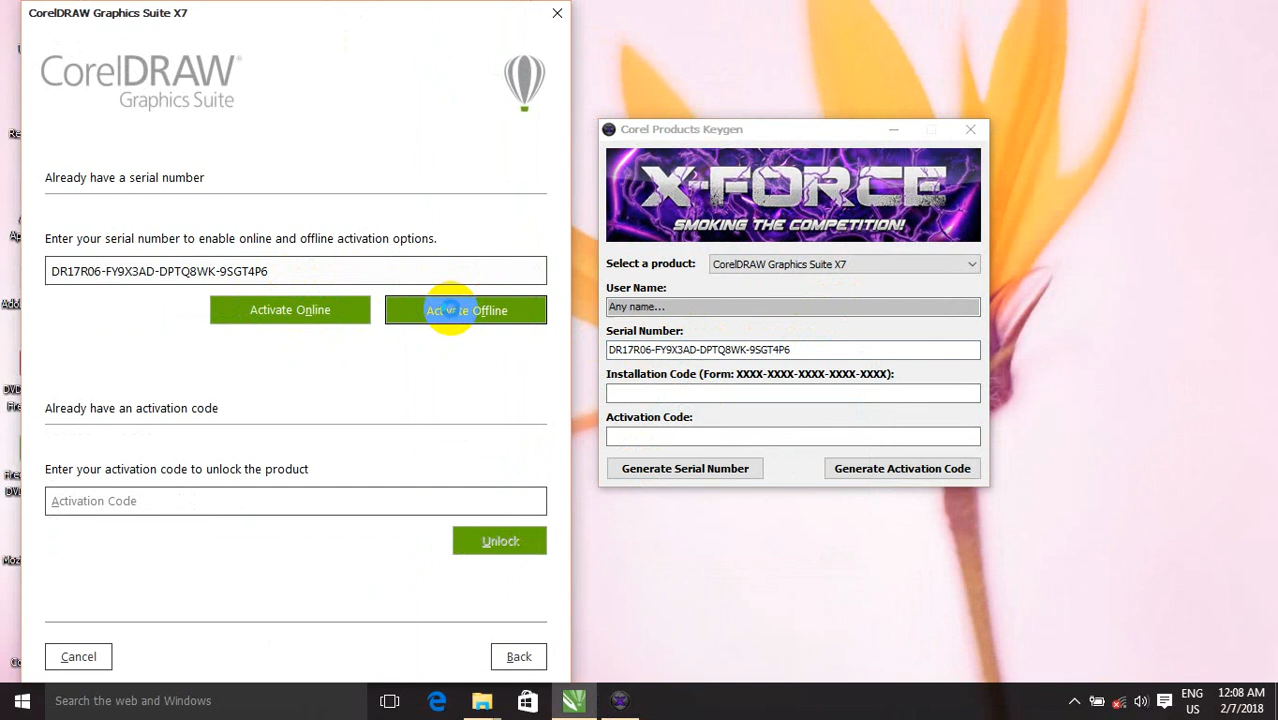 CorelDRAW Graphics Suite X7
CorelDRAW®
Graphics Suite
Already have a serial number
Enter your serial number to enable online and offline activation options.
DR17R06-FY9X3AD-DPTQ8WK-9SGT4P6
Activate Online
Activate Offline
Already have an activation code
Enter your activation code to unlock the product
Activation Code
Unlock
Cancel
Back
Corel Products Keygen
X-FORCE
SMOKING THE COMPETITION!
Select a product:
CorelDRAW Graphics Suite X7
User Name:
Any name...
Serial Number:
DR17R06-FY9X3AD-DPTQ8WK-9SGT4P6
Installation Code (Form: XXXX-XXXX-XXXX-XXXX-XXXX):
Activation Code:
Generate Serial Number
Generate Activation Code
Search the web and Windows
ENG
US
12:08 AM
2/7/2018